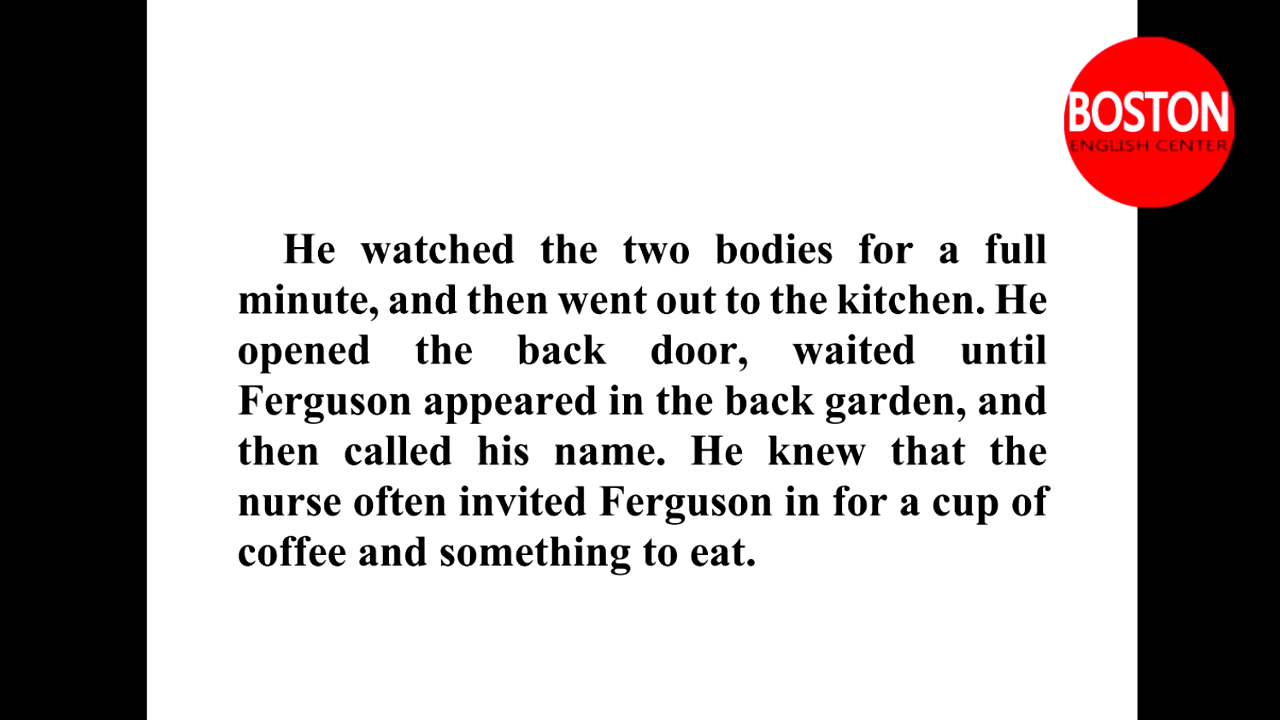 BOSTON
ENGLISH CENTER
He watched the two bodies for a full
minute, and then went out to the kitchen. He
opened the back door, waited until
Ferguson appeared in the back garden, and
then called his name. He knew that the
nurse often invited Ferguson in for a cup of
coffee and something to eat.